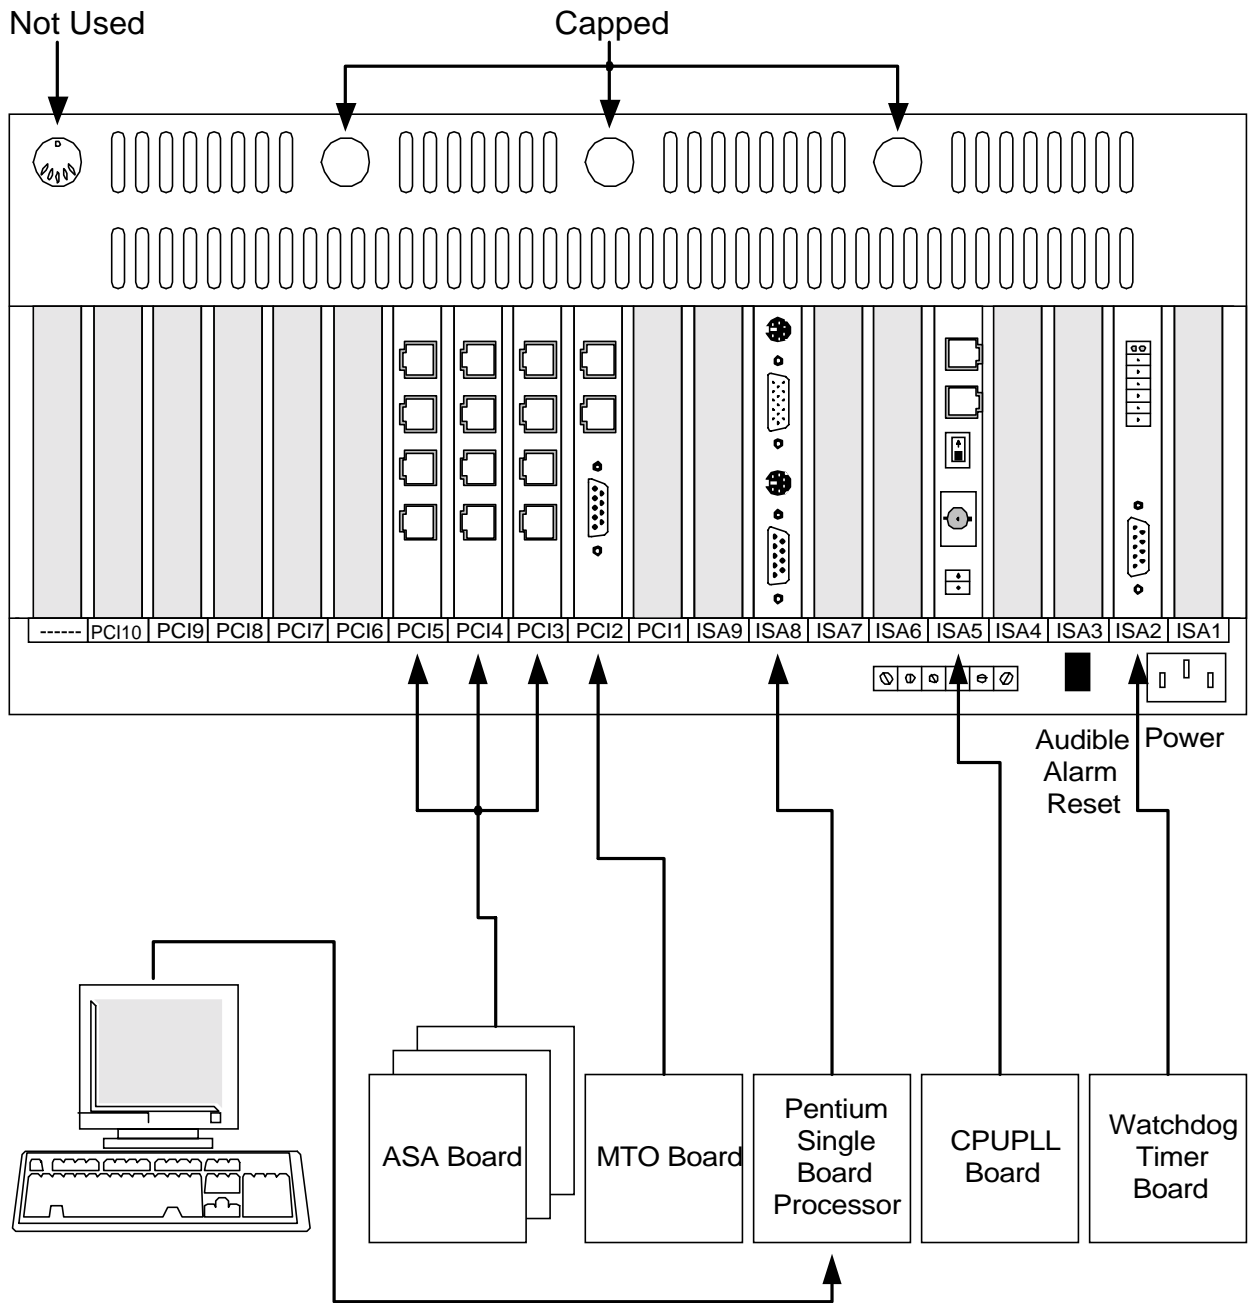 Not Used
Capped
------ PCI10 PCI9 PCI8 PCI7 PCI6 PCI5 PCI4 PCI3 PCI2 PCI1 ISA9 ISA8 ISA7 ISA6 ISA5 ISA4 ISA3 ISA2 ISA1
Audible
Alarm
Reset
Power
ASA Board
MTO Board
Pentium
Single
Board
Processor
CPUPLL
Board
Watchdog
Timer
Board